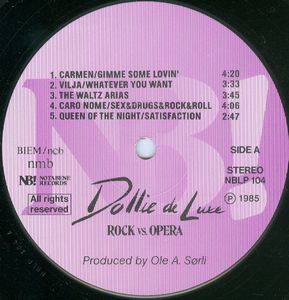 NB!
1. CARMEN/GIMME SOME LOVIN' 4:20
2. VILJA/WHATEVER YOU WANT 3:33
3. THE WALTZ ARIAS 3:45
4. CARO NOME/SEX&DRUGS&ROCK&ROLL 4:06
5. QUEEN OF THE NIGHT/SATISFACTION 2:47
BIEM/ncb
nmb
NB! NOTABENE RECORDS
All rights reserved
SIDE A
STEREO
NBLP 104
℗ 1985
Dollie de Luxe
ROCK vs. OPERA
Produced by Ole A. Sørli